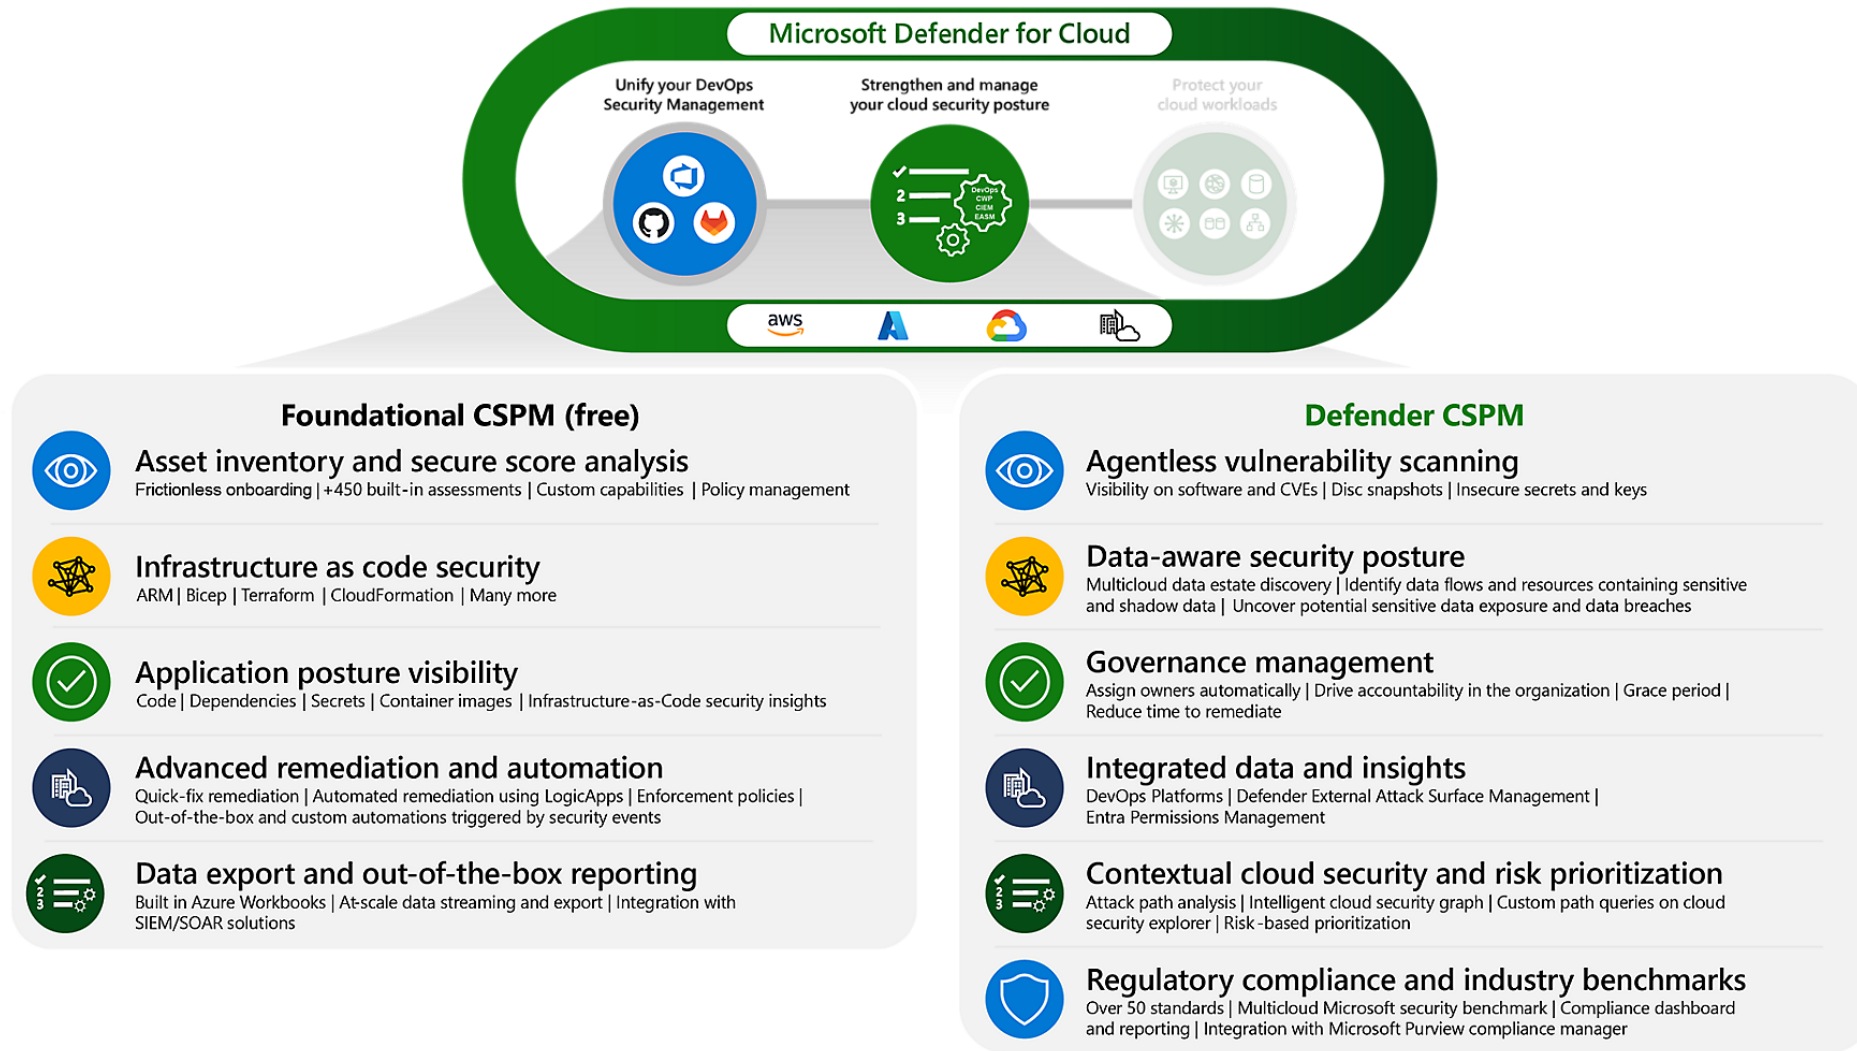 Microsoft Defender for Cloud
Unify your DevOps
Security Management
Strengthen and manage
your cloud security posture
Protect your
cloud workloads
2
3
DevOps
CWP
CIEM
EASM
aws
Foundational CSPM (free)
Asset inventory and secure score analysis
Frictionless onboarding | +450 built-in assessments | Custom capabilities | Policy management
Infrastructure as code security
ARM | Bicep | Terraform | CloudFormation | Many more
Application posture visibility
Code | Dependencies | Secrets | Container images | Infrastructure-as-Code security insights
Advanced remediation and automation
Quick-fix remediation | Automated remediation using LogicApps | Enforcement policies |
Out-of-the-box and custom automations triggered by security events
2
3
Data export and out-of-the-box reporting
Built in Azure Workbooks | At-scale data streaming and export | Integration with
SIEM/SOAR solutions
Defender CSPM
Agentless vulnerability scanning
Visibility on software and CVEs | Disc snapshots | Insecure secrets and keys
Data-aware security posture
Multicloud data estate discovery | Identify data flows and resources containing sensitive
and shadow data | Uncover potential sensitive data exposure and data breaches
Governance management
Assign owners automatically | Drive accountability in the organization | Grace period |
Reduce time to remediate
Integrated data and insights
DevOps Platforms | Defender External Attack Surface Management |
Entra Permissions Management
2
3
Contextual cloud security and risk prioritization
Attack path analysis | Intelligent cloud security graph | Custom path queries on cloud
security explorer | Risk-based prioritization
Regulatory compliance and industry benchmarks
Over 50 standards | Multicloud Microsoft security benchmark | Compliance dashboard
and reporting | Integration with Microsoft Purview compliance manager